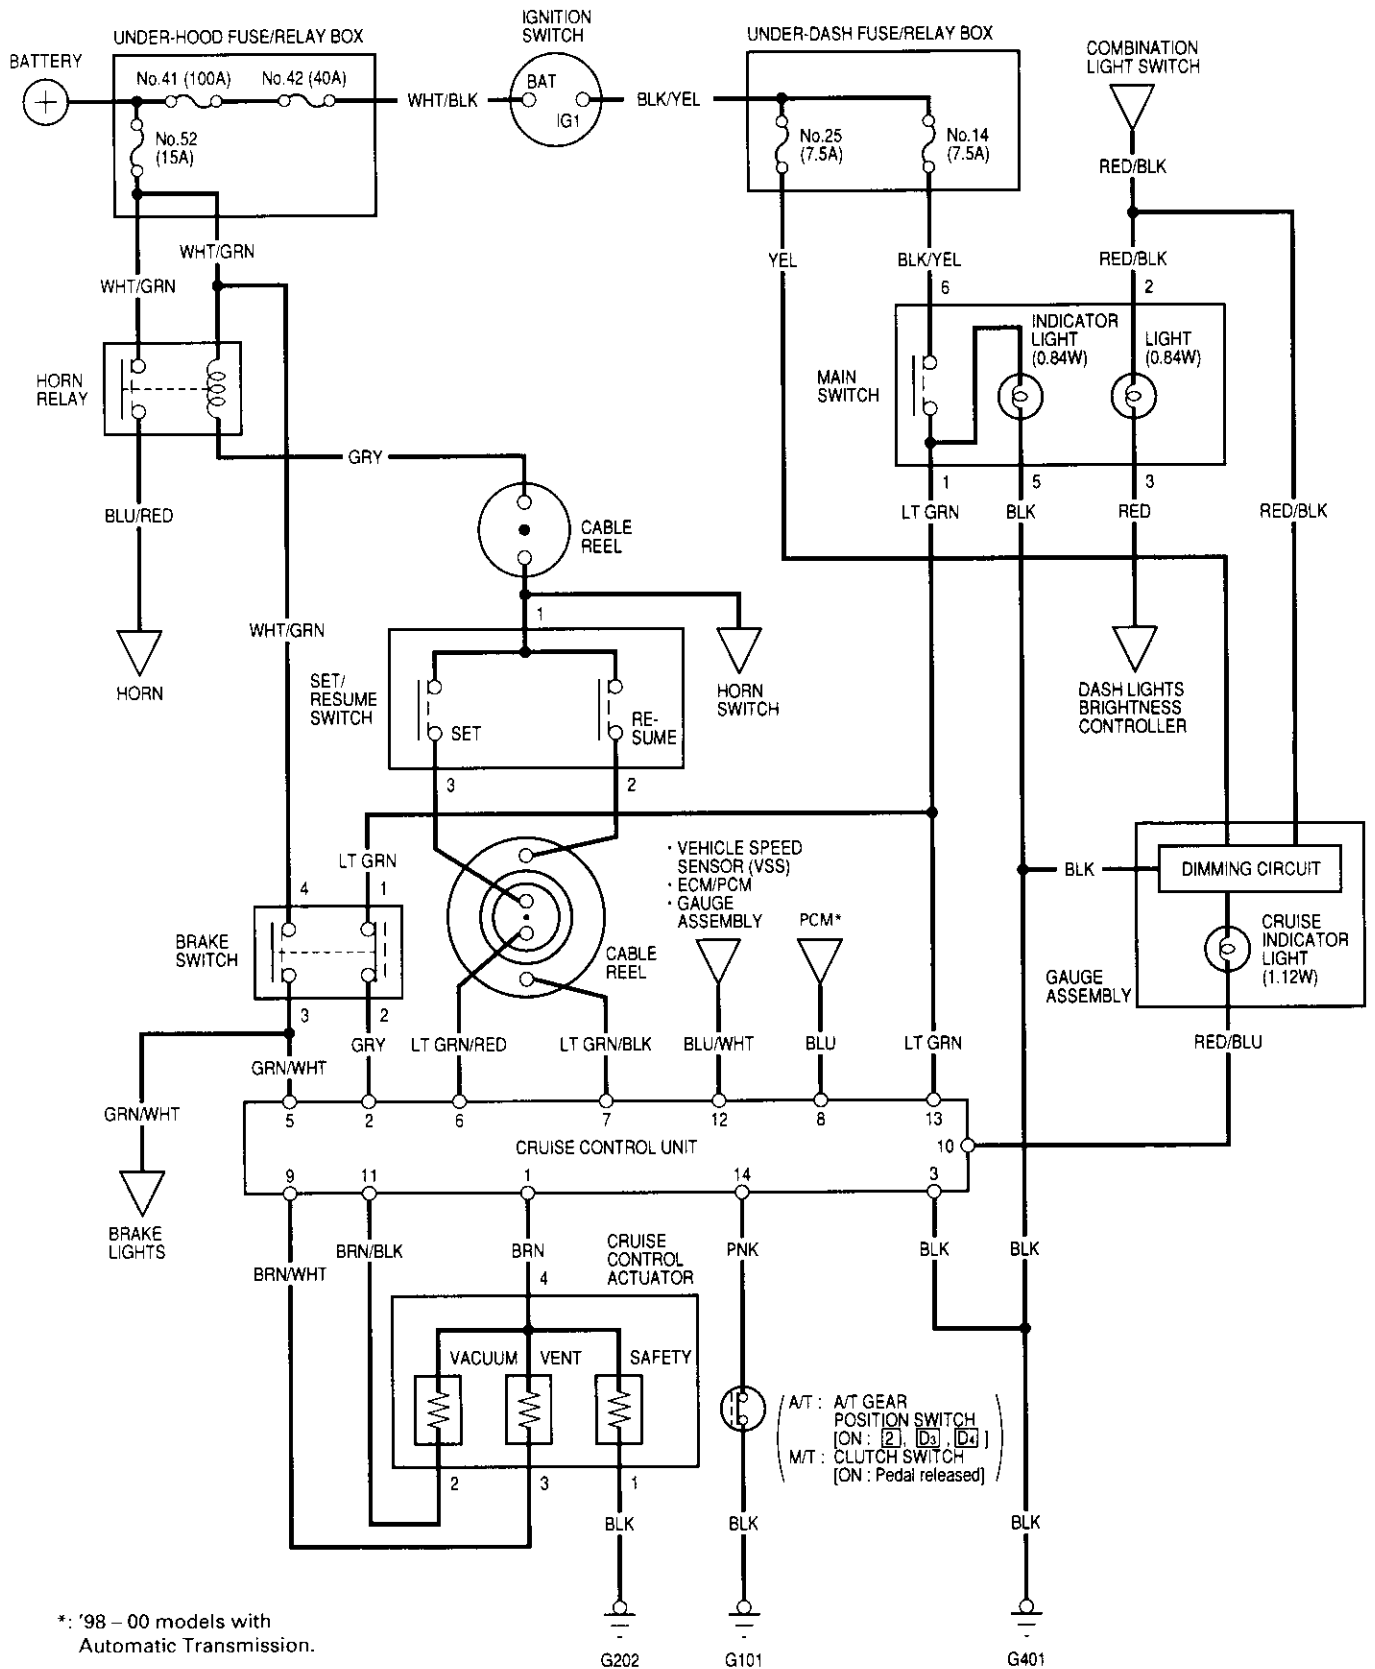 IGNITION
SWITCH
UNDER-HOOD FUSE/RELAY BOX
UNDER-DASH FUSE/RELAY BOX
COMBINATION
LIGHT SWITCH
BATTERY
No.41 (100A)
No.42 (40A)
BAT
IG1
WHT/BLK
BLK/YEL
No.52
(15A)
No.25
(7.5A)
No.14
(7.5A)
RED/BLK
WHT/GRN
WHT/GRN
YEL
BLK/YEL
RED/BLK
6
2
INDICATOR
LIGHT
(0.84W)
LIGHT
(0.84W)
HORN
RELAY
MAIN
SWITCH
GRY
1
5
3
BLU/RED
LT GRN
BLK
RED
RED/BLK
CABLE
REEL
1
WHT/GRN
HORN
SET/
RESUME
SWITCH
SET
RE-
SUME
HORN
SWITCH
DASH LIGHTS
BRIGHTNESS
CONTROLLER
3
2
LT GRN
4
1
· VEHICLE SPEED
SENSOR (VSS)
· ECM/PCM
· GAUGE
ASSEMBLY
PCM*
BLK
DIMMING CIRCUIT
BRAKE
SWITCH
CABLE
REEL
CRUISE
INDICATOR
LIGHT
(1.12W)
GAUGE
ASSEMBLY
3
2
GRN/WHT
GRY
LT GRN/RED
LT GRN/BLK
BLU/WHT
BLU
LT GRN
RED/BLU
GRN/WHT
5
2
6
7
12
8
13
CRUISE CONTROL UNIT
10
9
11
1
14
3
BRAKE
LIGHTS
BRN/WHT
BRN/BLK
BRN
4
CRUISE
CONTROL
ACTUATOR
PNK
BLK
BLK
VACUUM
VENT
SAFETY
A/T : A/T GEAR
POSITION SWITCH
[ON : 2, D3, D4]
M/T : CLUTCH SWITCH
[ON : Pedal released]
2
3
1
BLK
BLK
BLK
*: '98 – 00 models with
Automatic Transmission.
G202
G101
G401